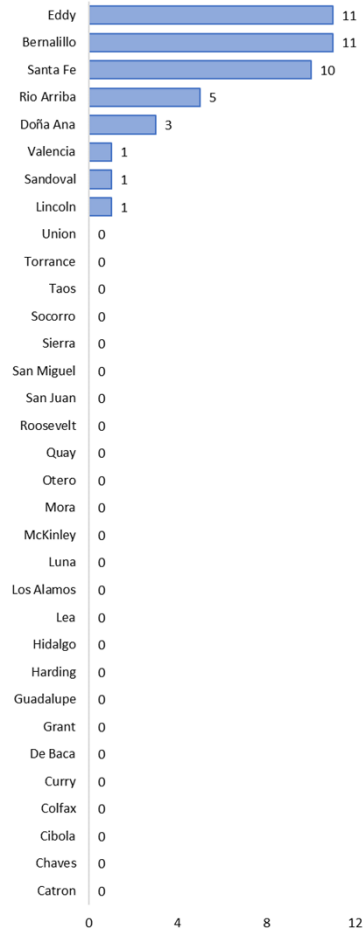 Eddy 11
Bernalillo 11
Santa Fe 10
Rio Arriba 5
Doña Ana 3
Valencia 1
Sandoval 1
Lincoln 1
Union 0
Torrance 0
Taos 0
Socorro 0
Sierra 0
San Miguel 0
San Juan 0
Roosevelt 0
Quay 0
Otero 0
Mora 0
McKinley 0
Luna 0
Los Alamos 0
Lea 0
Hidalgo 0
Harding 0
Guadalupe 0
Grant 0
De Baca 0
Curry 0
Colfax 0
Cibola 0
Chaves 0
Catron 0
0 4 8 12